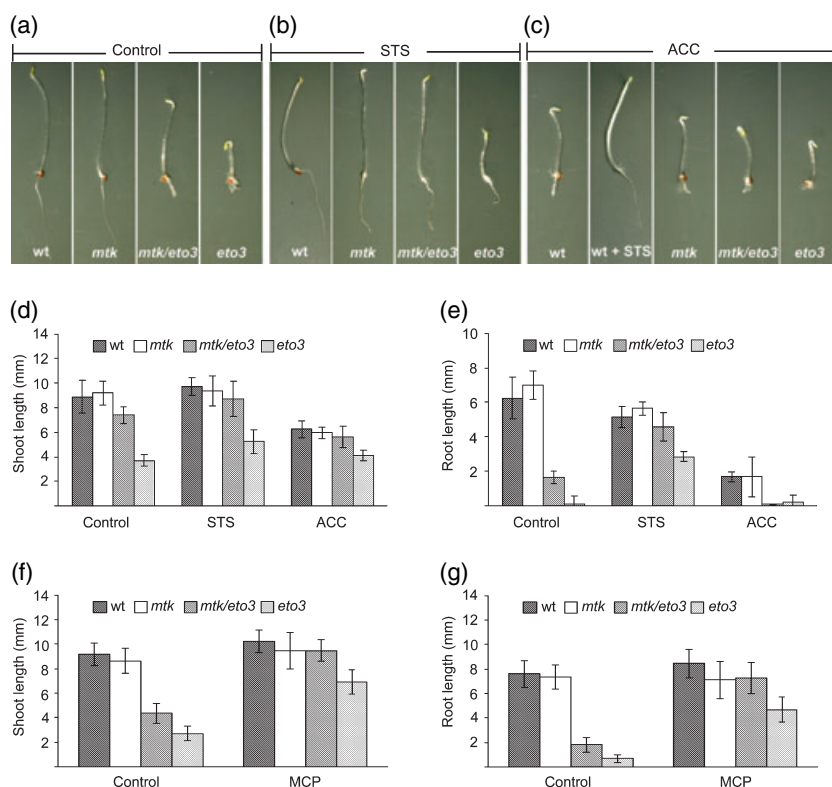 (a) (b) (c)
Control STS ACC
wt mtk mtk/eto3 eto3 wt mtk mtk/eto3 eto3 wt wt + STS mtk mtk/eto3 eto3
(d)
14
12
10
8
6
4
2
Shoot length (mm)
wt mtk mtk/eto3 eto3
Control STS ACC
(e)
10
8
6
4
2
Root length (mm)
wt mtk mtk/eto3 eto3
Control STS ACC
(f)
14
12
10
8
6
4
2
Shoot length (mm)
wt mtk mtk/eto3 eto3
Control MCP
(g)
14
12
10
8
6
4
2
Root length (mm)
wt mtk mtk/eto3 eto3
Control MCP